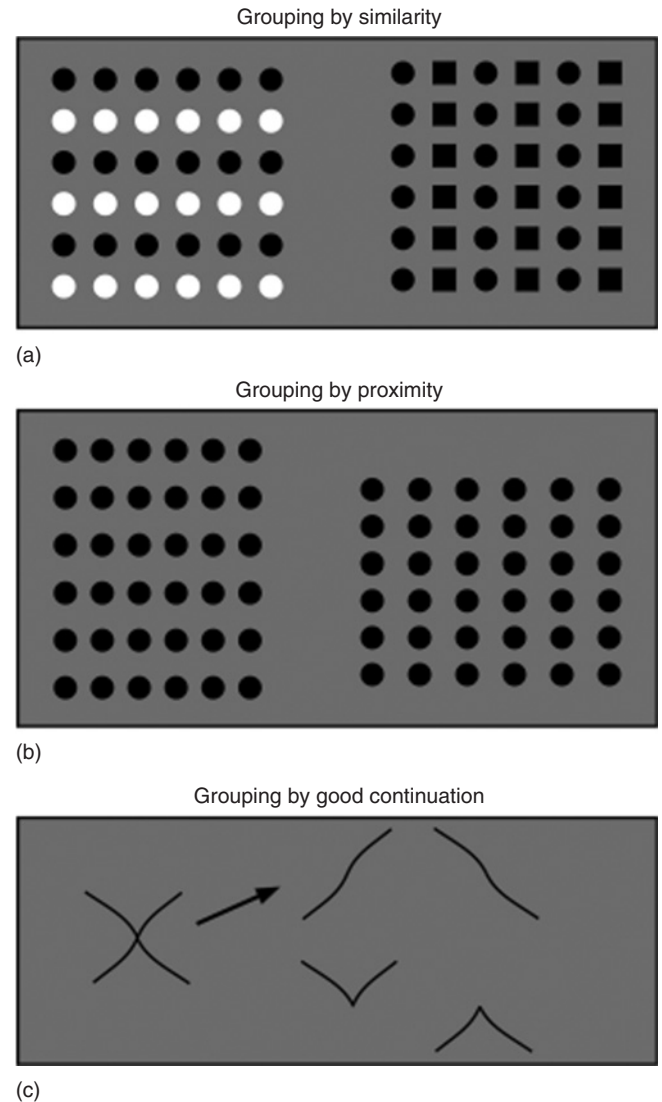 Grouping by similarity
(a)
Grouping by proximity
(b)
Grouping by good continuation
(c)